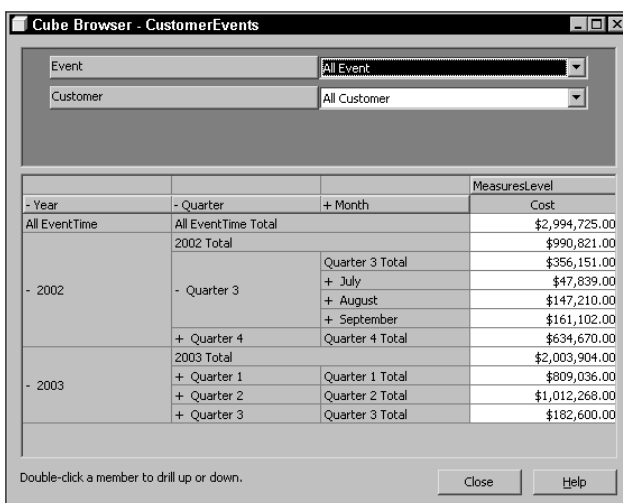 Cube Browser - CustomerEvents
Event All Event
Customer All Customer
MeasuresLevel
- Year - Quarter + Month Cost
All EventTime All EventTime Total $2,994,725.00
2002 Total $990,821.00
Quarter 3 Total $356,151.00
+ July $47,839.00
- 2002 - Quarter 3 + August $147,210.00
+ September $161,102.00
+ Quarter 4 Quarter 4 Total $634,670.00
2003 Total $2,003,904.00
+ Quarter 1 Quarter 1 Total $809,036.00
- 2003 + Quarter 2 Quarter 2 Total $1,012,268.00
+ Quarter 3 Quarter 3 Total $182,600.00
Double-click a member to drill up or down. Close Help